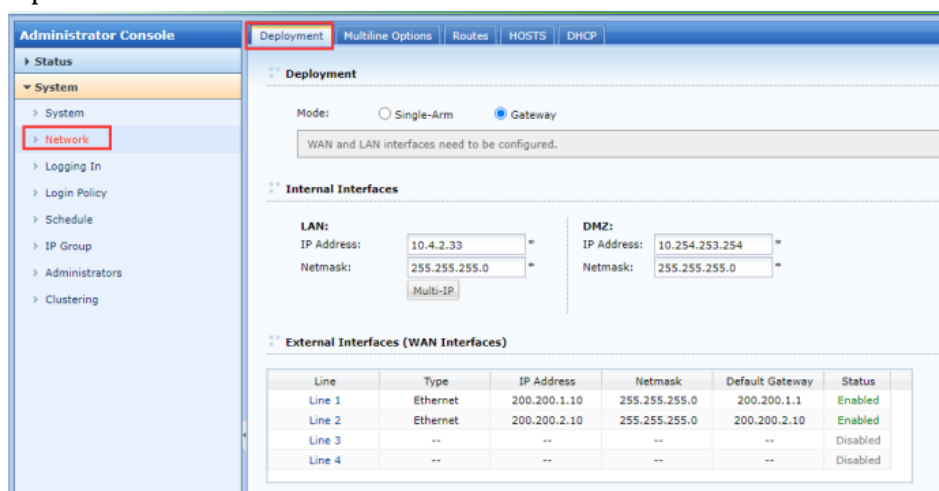 Administrator Console
Deployment Multiline Options Routes HOSTS DHCP
Status
System
System
Network
Logging In
Login Policy
Schedule
IP Group
Administrators
Clustering
Deployment
Mode: Single-Arm Gateway
WAN and LAN interfaces need to be configured.
Internal Interfaces
LAN: DMZ:
IP Address: 10.4.2.33 * IP Address: 10.254.253.254 *
Netmask: 255.255.255.0 * Netmask: 255.255.255.0 *
Multi-IP
External Interfaces (WAN Interfaces)
Line Type IP Address Netmask Default Gateway Status
Line 1 Ethernet 200.200.1.10 255.255.255.0 200.200.1.1 Enabled
Line 2 Ethernet 200.200.2.10 255.255.255.0 200.200.2.10 Enabled
Line 3 -- -- -- -- Disabled
Line 4 -- -- -- -- Disabled